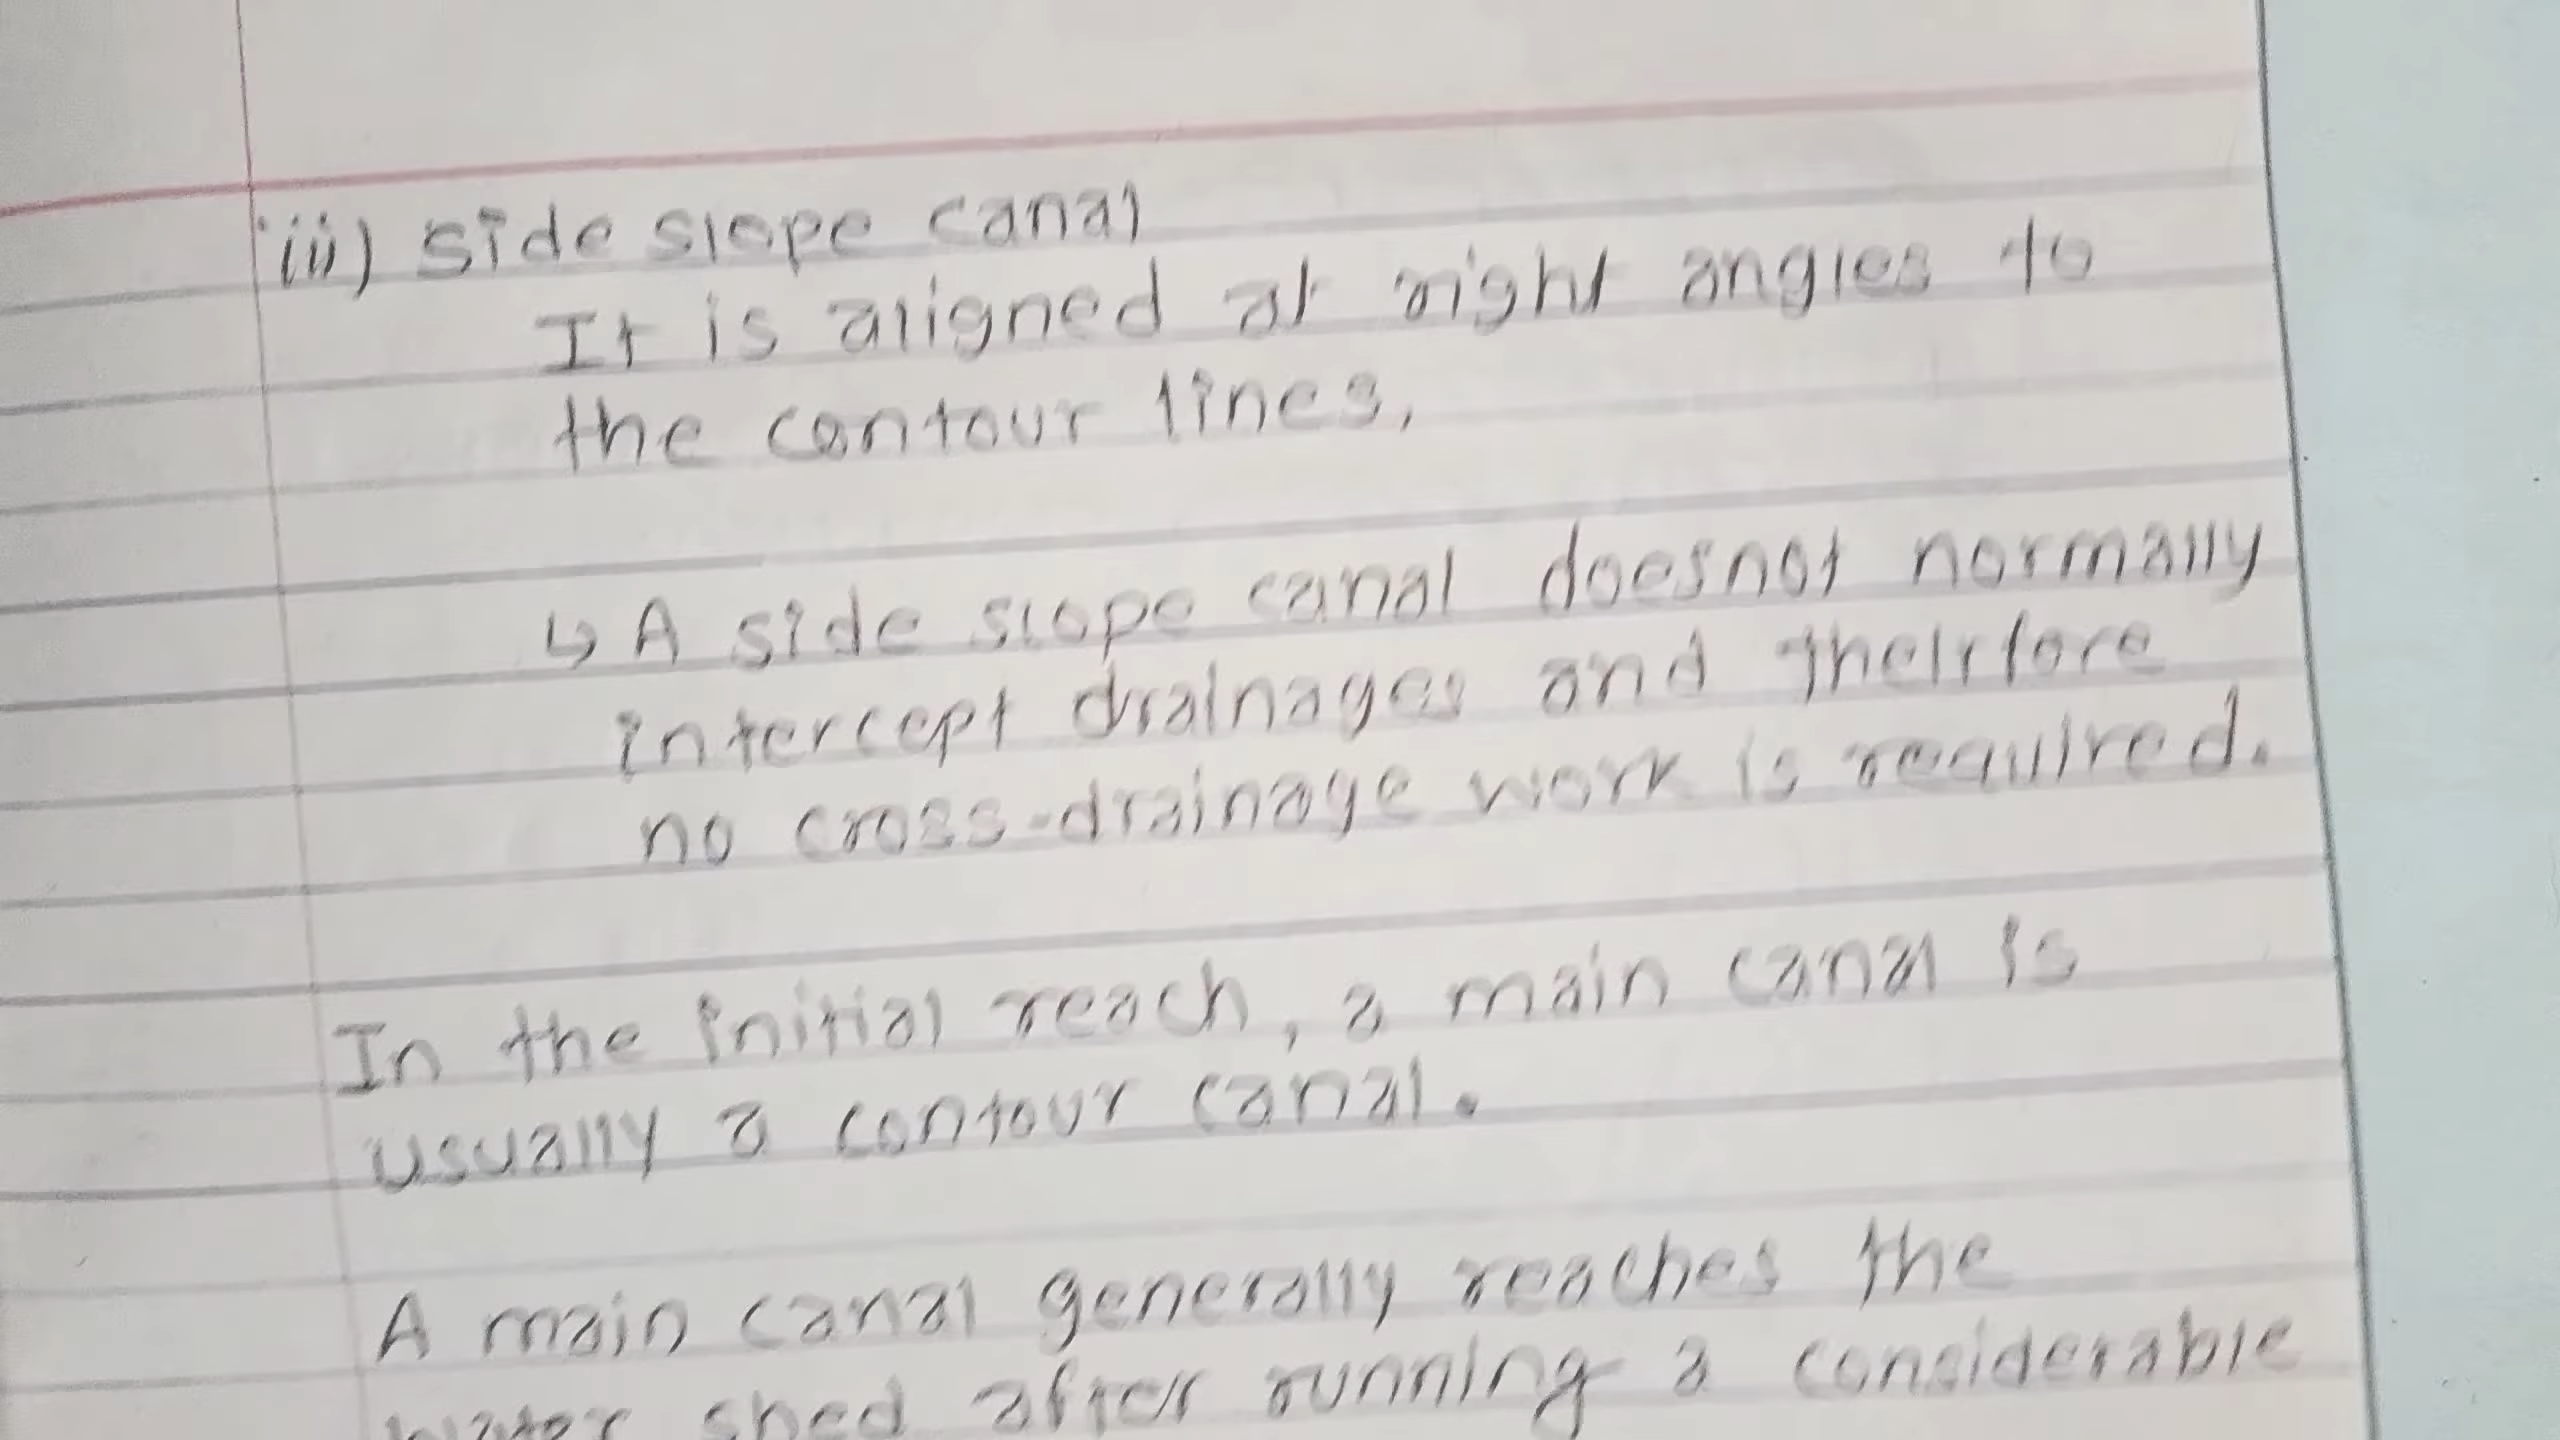 iii) Side slope canal
It is aligned at right angles to
the contour lines,
↳ A side slope canal doesnot normally
intercept drainages and theirfore
no cross-drainage work is required.
In the initial reach, a main canal is
usually a contour canal.
A main canal generally reaches the
water shed after running a considerable